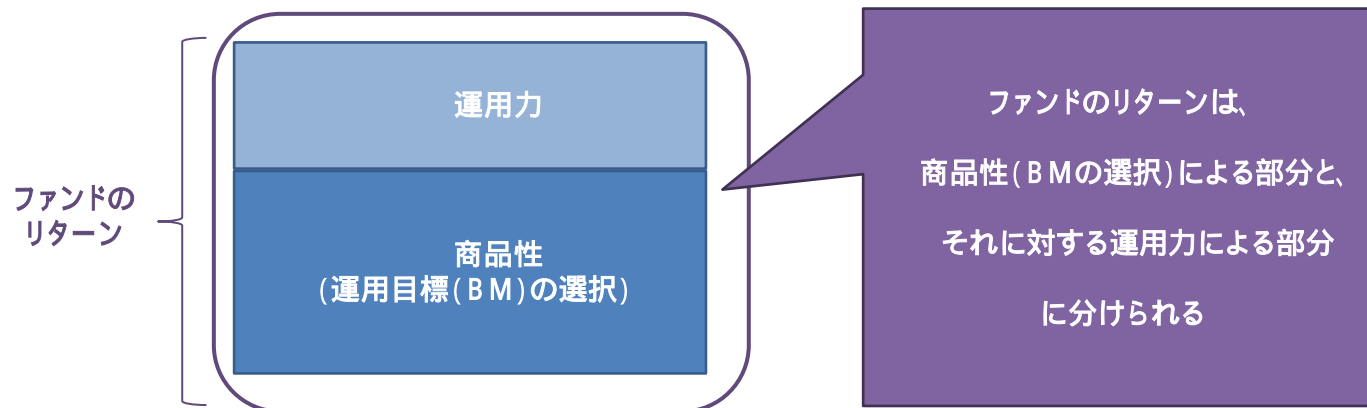 ファンドの
リターン
運用力
商品性
(運用目標(BM)の選択)
ファンドのリターンは、
商品性(BMの選択)による部分と、
それに対する運用力による部分
に分けられる